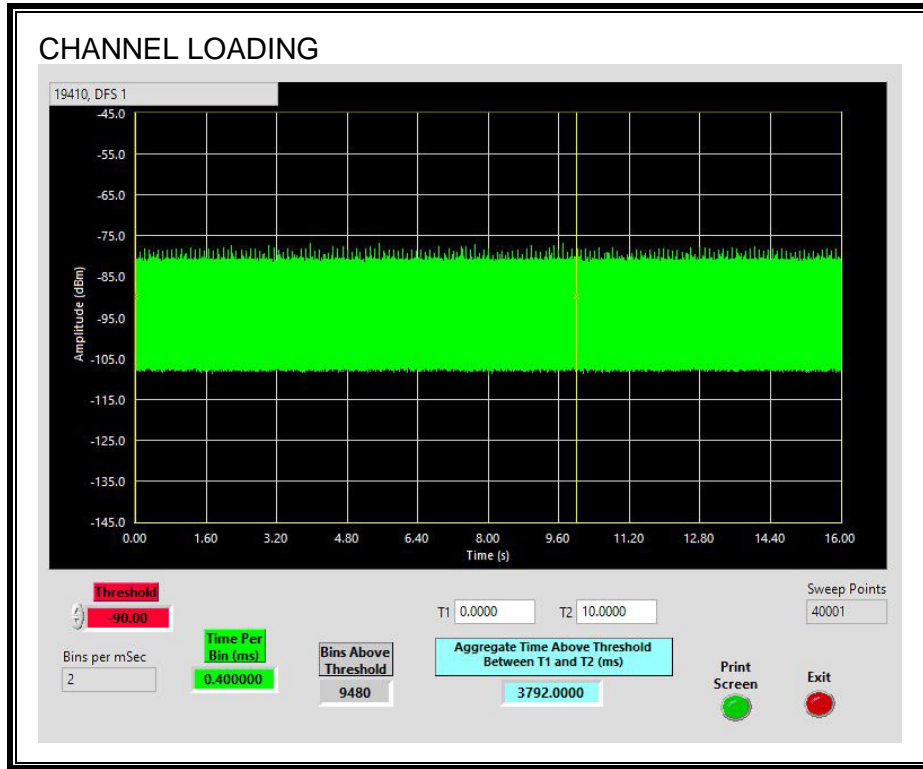 CHANNEL LOADING
19410, DFS 1
-45.0
-55.0
-65.0
-75.0
-85.0
-95.0
-105.0
-115.0
-125.0
-135.0
-145.0
Amplitude (dBm)
0.00 1.60 3.20 4.80 6.40 8.00 9.60 11.20 12.80 14.40 16.00
Time (s)
Threshold
-90.00
Bins per mSec
2
Time Per
Bin (ms)
0.400000
Bins Above
Threshold
9480
T1 0.0000 T2 10.0000
Aggregate Time Above Threshold
Between T1 and T2 (ms)
3792.0000
Sweep Points
40001
Print
Screen
Exit